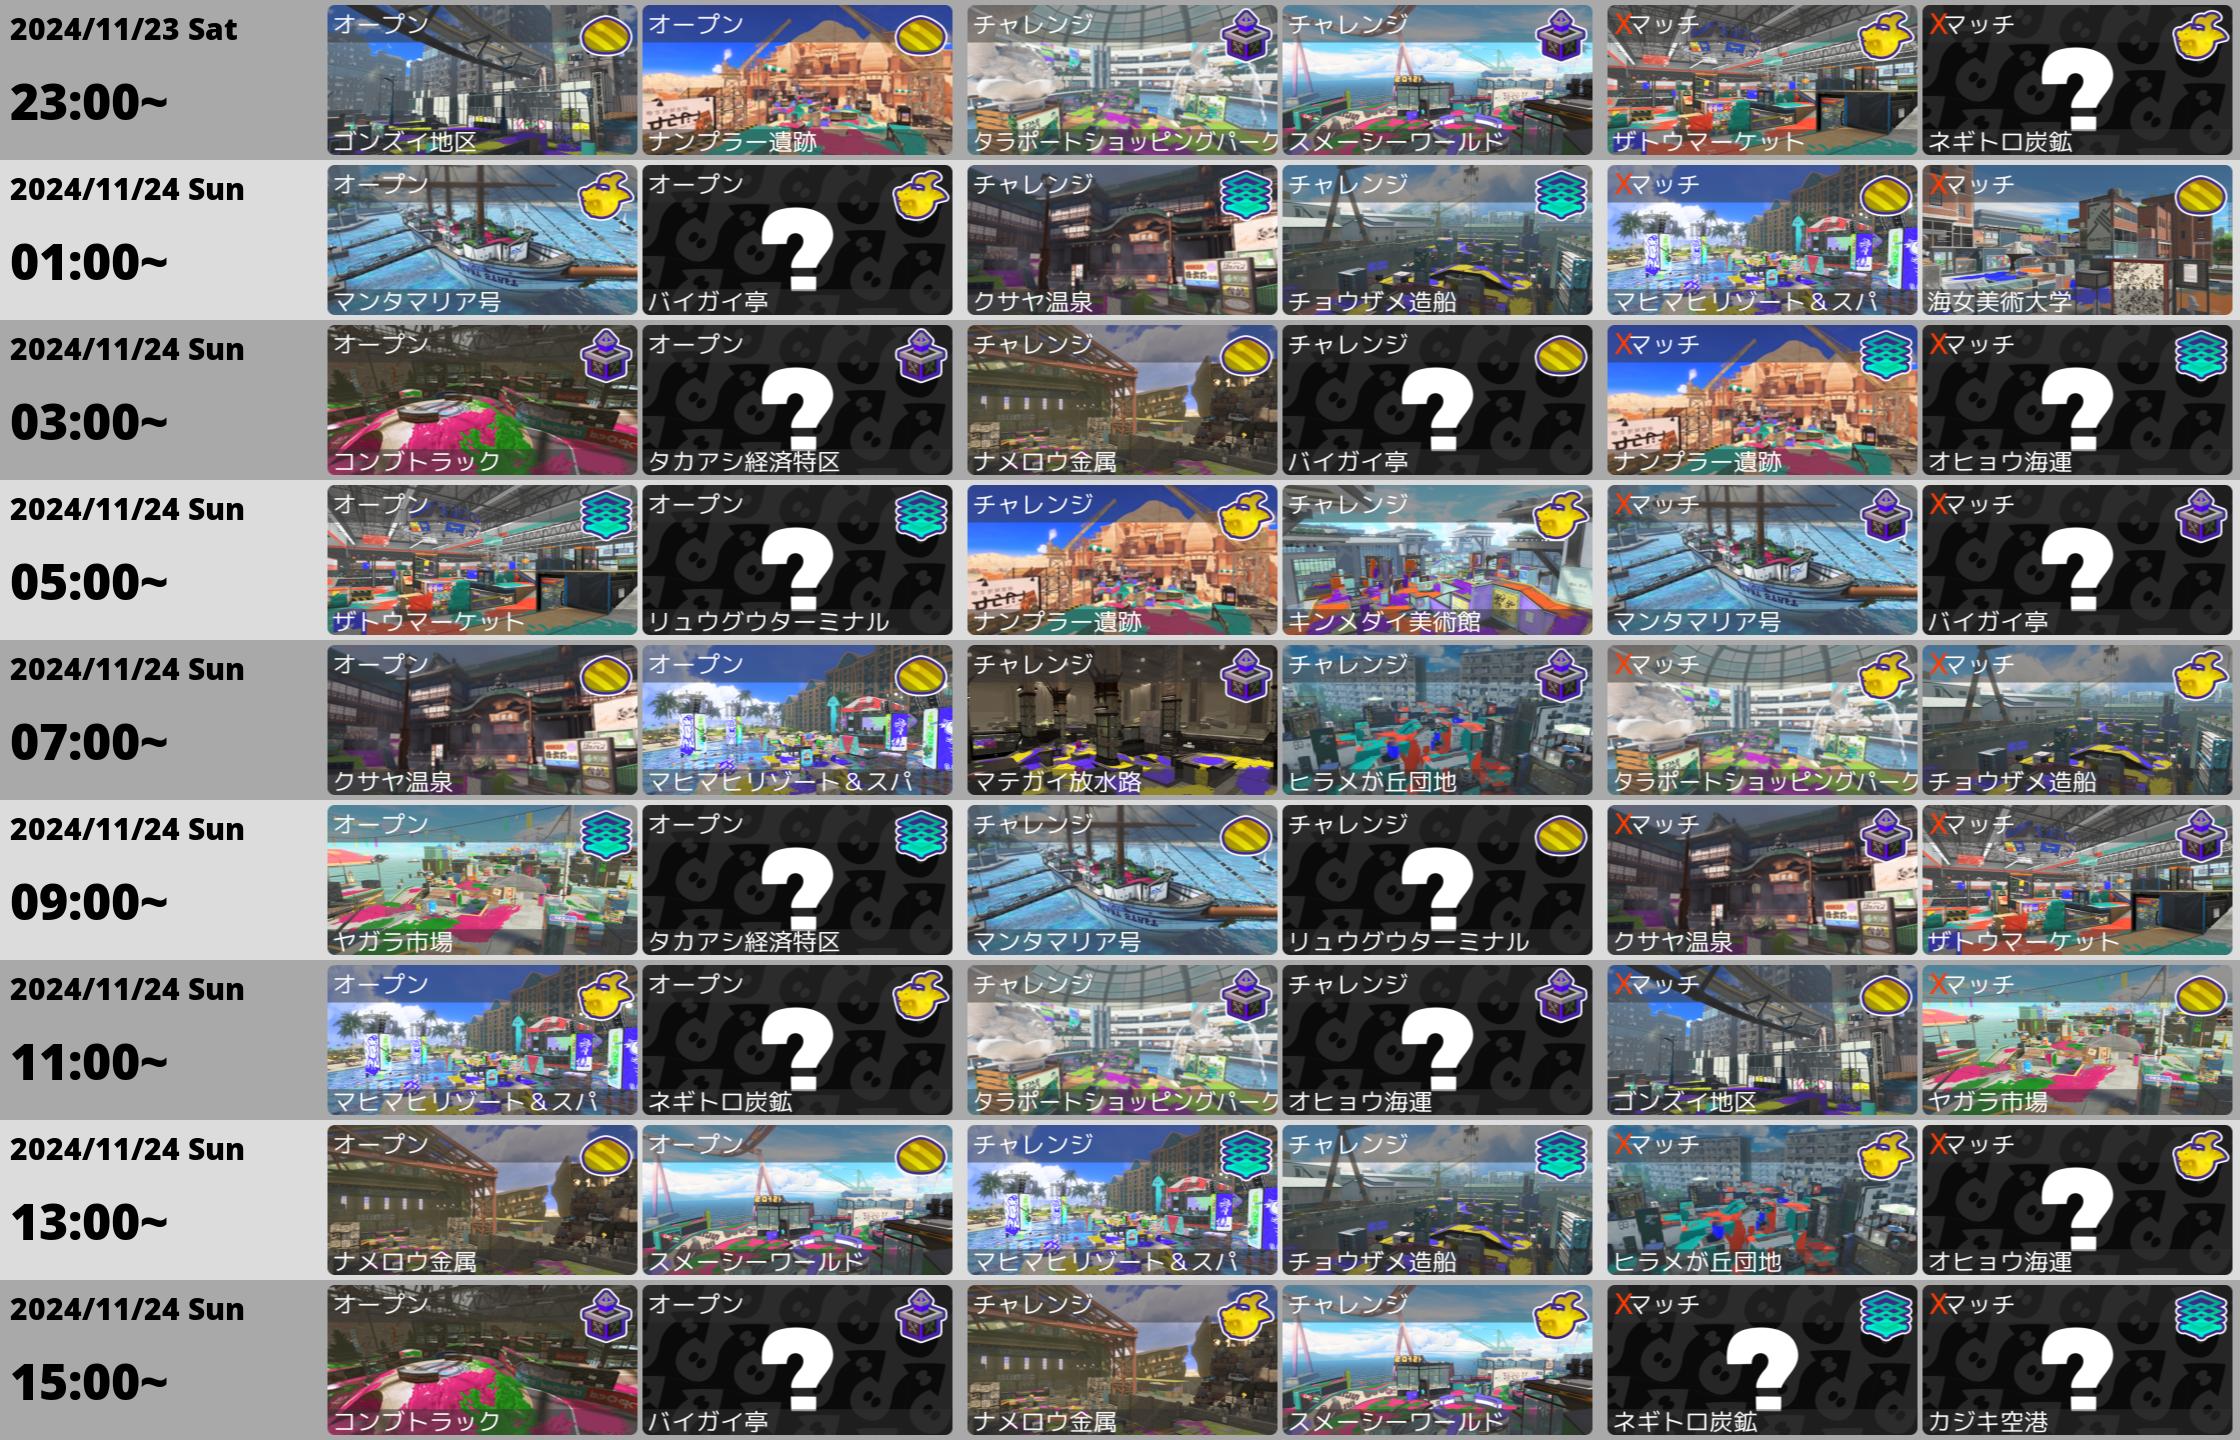 2024/11/23 Sat
23:00~
オープン
ゴンズイ地区
オープン
ナンプラー遺跡
チャレンジ
タラポートショッピングパーク
チャレンジ
スメーシーワールド
Xマッチ
ザトウマーケット
Xマッチ
ネギトロ炭鉱
2024/11/24 Sun
01:00~
オープン
マンタマリア号
オープン
バイガイ亭
チャレンジ
クサヤ温泉
チャレンジ
チョウザメ造船
Xマッチ
マヒマヒリゾート＆スパ
Xマッチ
海女美術大学
2024/11/24 Sun
03:00~
オープン
コンブトラック
オープン
タカアシ経済特区
チャレンジ
ナメロウ金属
チャレンジ
バイガイ亭
Xマッチ
ナンプラー遺跡
Xマッチ
オヒョウ海運
2024/11/24 Sun
05:00~
オープン
ザトウマーケット
オープン
リュウグウターミナル
チャレンジ
ナンプラー遺跡
チャレンジ
キンメダイ美術館
Xマッチ
マンタマリア号
Xマッチ
バイガイ亭
2024/11/24 Sun
07:00~
オープン
クサヤ温泉
オープン
マヒマヒリゾート＆スパ
チャレンジ
マテガイ放水路
チャレンジ
ヒラメが丘団地
Xマッチ
タラポートショッピングパーク
Xマッチ
チョウザメ造船
2024/11/24 Sun
09:00~
オープン
ヤガラ市場
オープン
タカアシ経済特区
チャレンジ
マンタマリア号
チャレンジ
リュウグウターミナル
Xマッチ
クサヤ温泉
Xマッチ
ザトウマーケット
2024/11/24 Sun
11:00~
オープン
マヒマヒリゾート＆スパ
オープン
ネギトロ炭鉱
チャレンジ
タラポートショッピングパーク
チャレンジ
オヒョウ海運
Xマッチ
ゴンズイ地区
Xマッチ
ヤガラ市場
2024/11/24 Sun
13:00~
オープン
ナメロウ金属
オープン
スメーシーワールド
チャレンジ
マヒマヒリゾート＆スパ
チャレンジ
チョウザメ造船
Xマッチ
ヒラメが丘団地
Xマッチ
オヒョウ海運
2024/11/24 Sun
15:00~
オープン
コンブトラック
オープン
バイガイ亭
チャレンジ
ナメロウ金属
チャレンジ
スメーシーワールド
Xマッチ
ネギトロ炭鉱
Xマッチ
カジキ空港